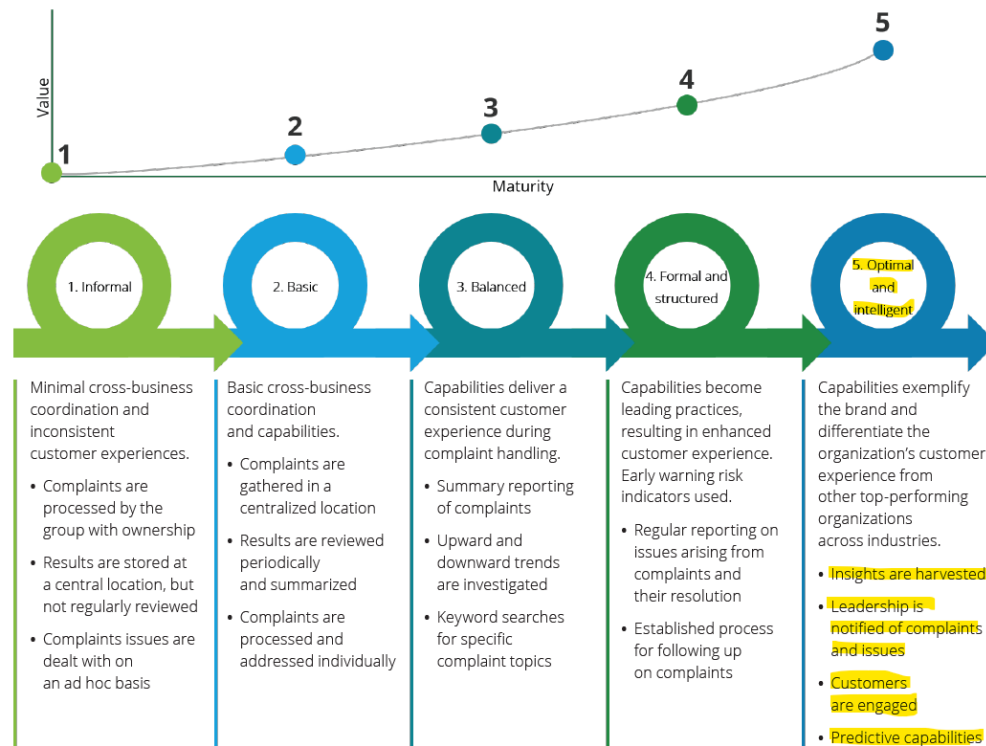 5
4
3
2
1
Value
Maturity
1. Informal
2. Basic
3. Balanced
4. Formal and
structured
5. Optimal
and
intelligent
Minimal cross-business
coordination and
inconsistent
customer experiences.
• Complaints are
processed by the
group with ownership
• Results are stored at
a central location, but
not regularly reviewed
• Complaints issues are
dealt with on
an ad hoc basis
Basic cross-business
coordination
and capabilities.
• Complaints are
gathered in a
centralized location
• Results are reviewed
periodically
and summarized
• Complaints are
processed and
addressed individually
Capabilities deliver a
consistent customer
experience during
complaint handling.
• Summary reporting
of complaints
• Upward and
downward trends
are investigated
• Keyword searches
for specific
complaint topics
Capabilities become
leading practices,
resulting in enhanced
customer experience.
Early warning risk
indicators used.
• Regular reporting on
issues arising from
complaints and
their resolution
• Established process
for following up
on complaints
Capabilities exemplify
the brand and
differentiate the
organization’s customer
experience from
other top-performing
organizations
across industries.
• Insights are harvested
• Leadership is
notified of complaints
and issues
• Customers
are engaged
• Predictive capabilities